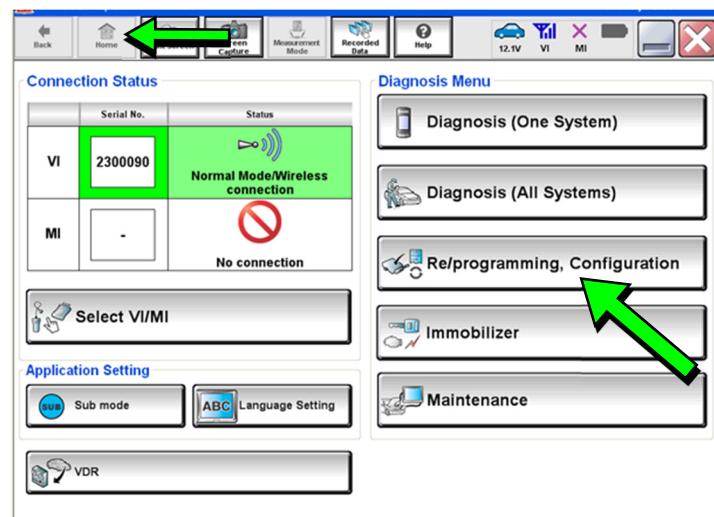 Back
Home
Screen
Capture
Measurement
Mode
Recorded
Data
Help
12.1V
VI
MI
Connection Status
Serial No.
Status
VI
2300090
Normal Mode/Wireless
connection
MI
-
No connection
Select VI/MI
Application Setting
SUB
Sub mode
ABC
Language Setting
VDR
Diagnosis Menu
Diagnosis (One System)
Diagnosis (All Systems)
Re/programming, Configuration
Immobilizer
Maintenance